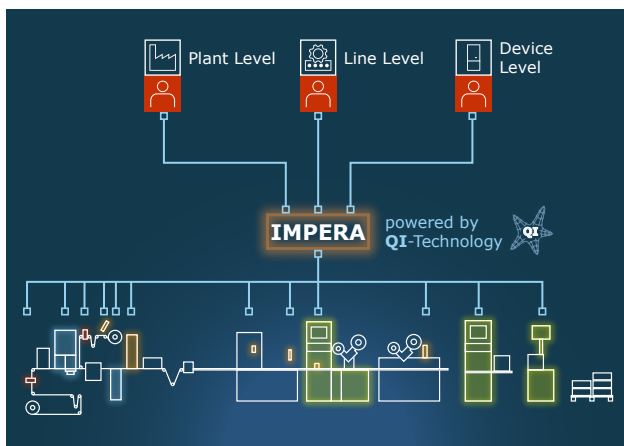 Plant Level
Line Level
Device
Level
IMPERA
powered by
QI-Technology
QI